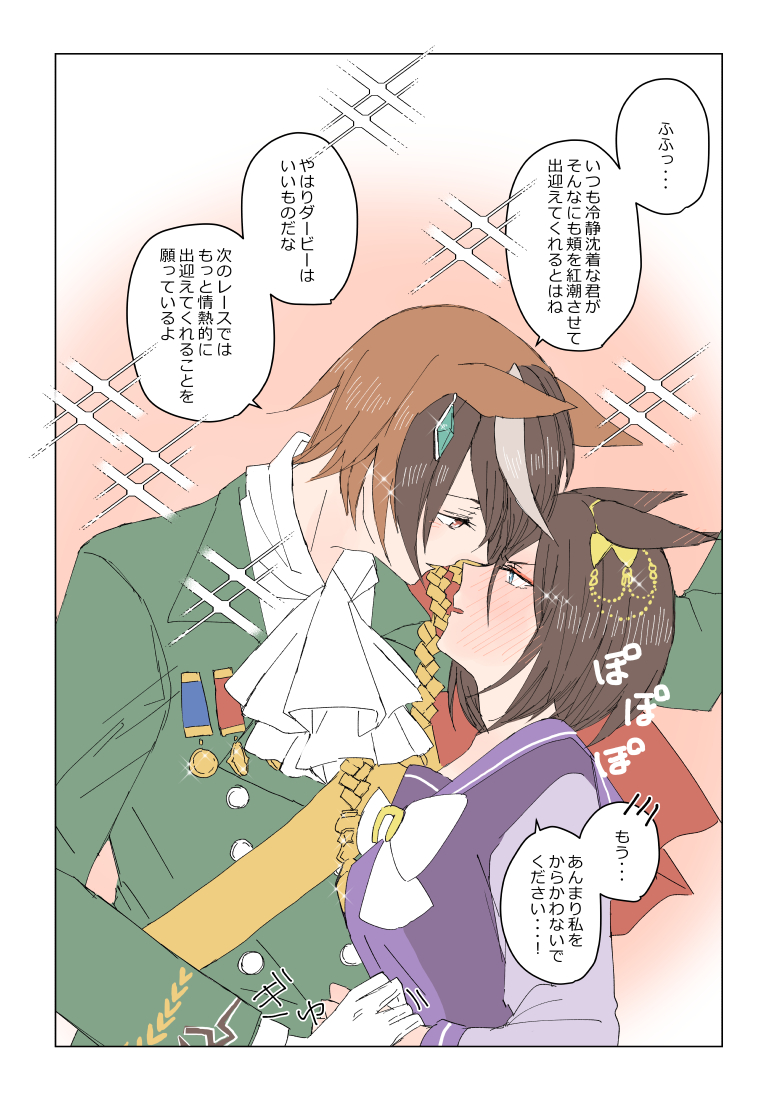 ふふっ・・・
いつも冷静沈着な君が
そんなにも頬を紅潮させて
出迎えてくれるとはね
やはりダービーは
いいものだな
次のレースでは
もっと情熱的に
出迎えてくれることを
願っているよ
ぽ
ぽ
ぽ
もう・・・
あんまり私を
からかわないで
ください・・・！
ぎゅ